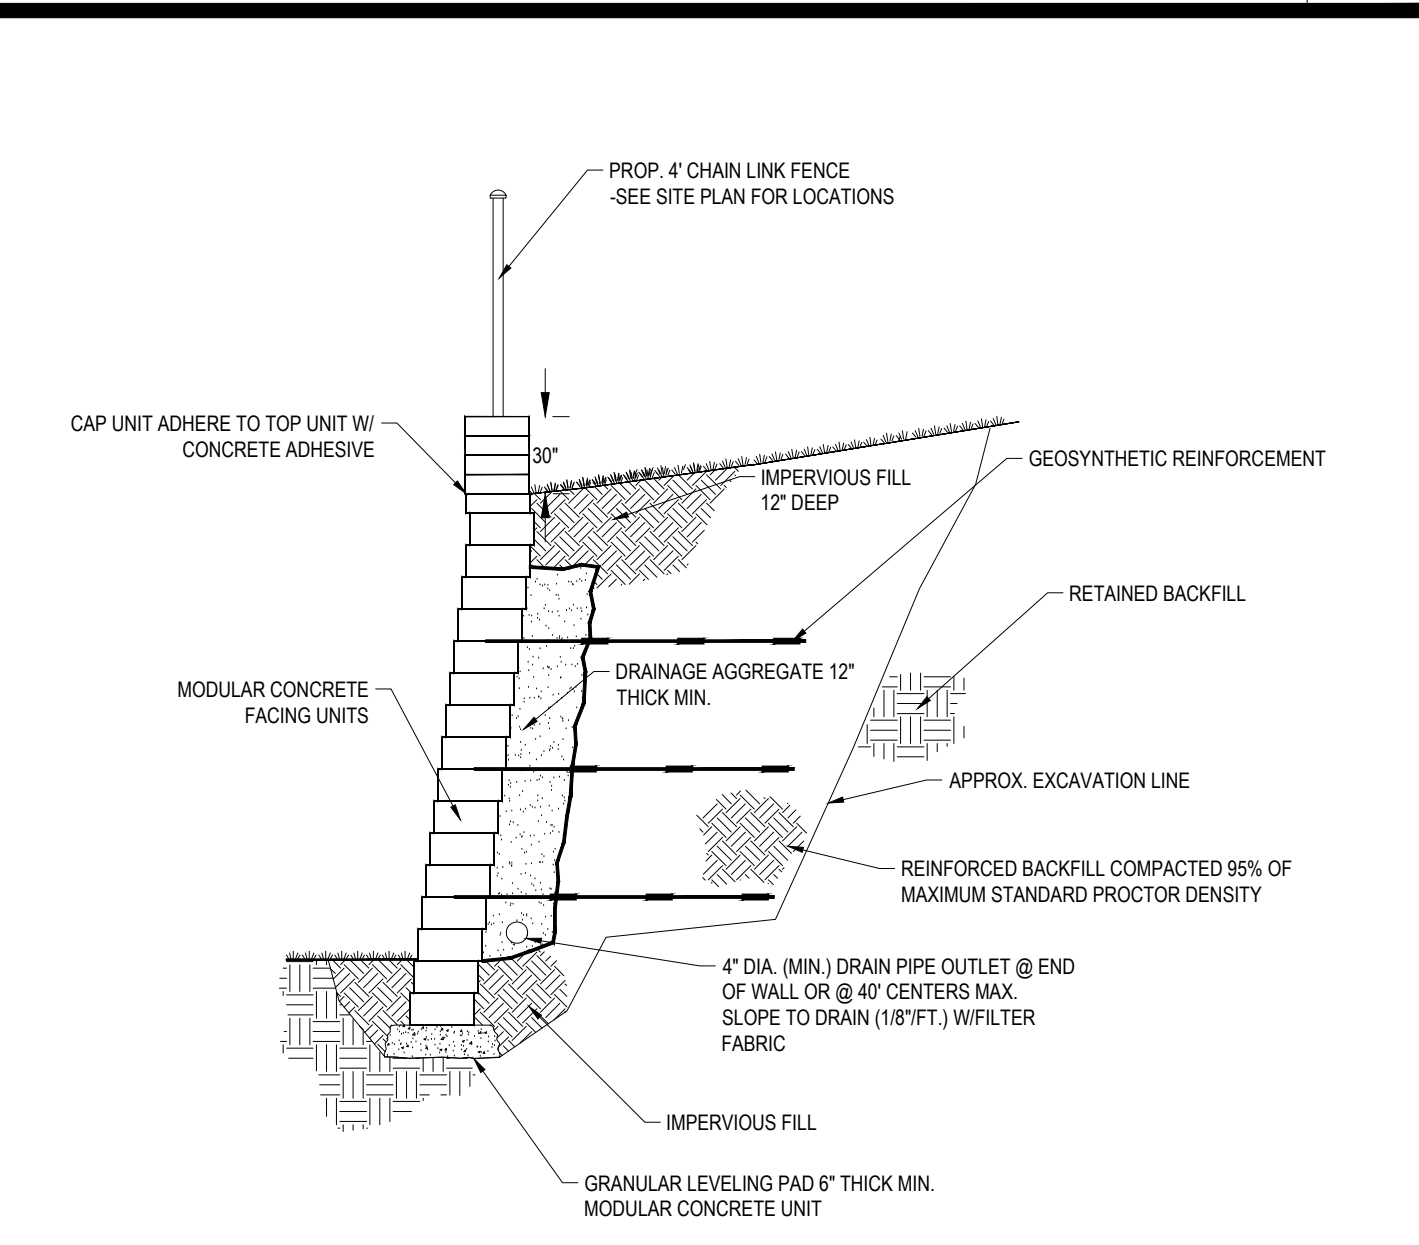 PROP. 4' CHAIN LINK FENCE
-SEE SITE PLAN FOR LOCATIONS
CAP UNIT ADHERE TO TOP UNIT W/
CONCRETE ADHESIVE
30"
GEOSYNTHETIC REINFORCEMENT
IMPERVIOUS FILL
12" DEEP
RETAINED BACKFILL
DRAINAGE AGGREGATE 12"
THICK MIN.
MODULAR CONCRETE
FACING UNITS
APPROX. EXCAVATION LINE
REINFORCED BACKFILL COMPACTED 95% OF
MAXIMUM STANDARD PROCTOR DENSITY
4" DIA. (MIN.) DRAIN PIPE OUTLET @ END
OF WALL OR @ 40' CENTERS MAX.
SLOPE TO DRAIN (1/8"/FT.) W/FILTER
FABRIC
IMPERVIOUS FILL
GRANULAR LEVELING PAD 6" THICK MIN.
MODULAR CONCRETE UNIT